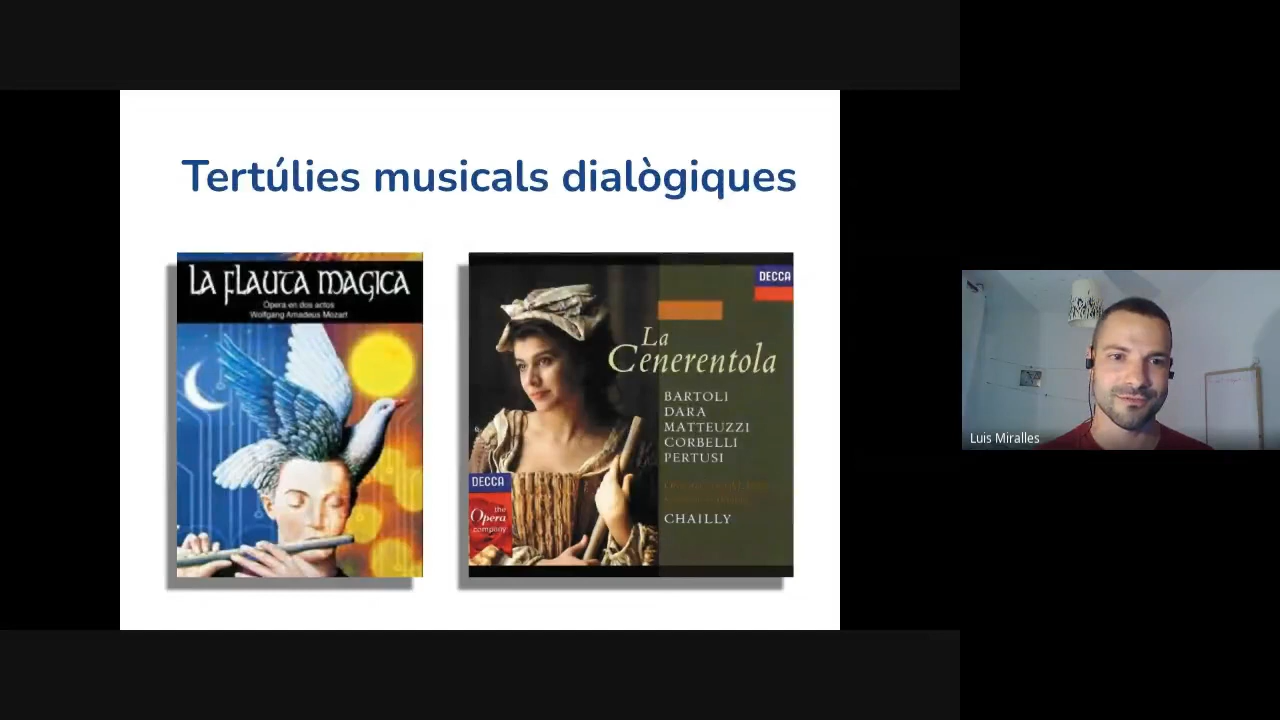 Tertúlies musicals dialògiques
La flauta magica
Opera en dos actos
Wolfgang Amadeus Mozart
DECCA
La
Cenerentola
BARTOLI
DARA
MATTEUZZI
CORBELLI
PERTUSI
CHAILLY
DECCA
the
Opera
company
Luis Miralles